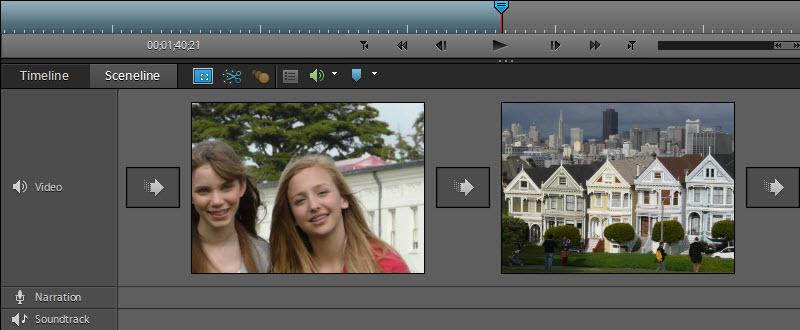 00;01;40;21
Timeline Sceneline
Video
Narration
Soundtrack